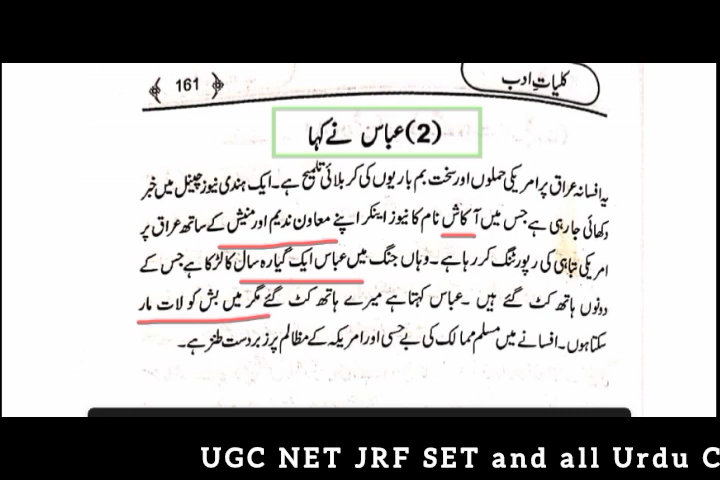 کلیاتِ ادب
161
(2) عباس نے کہا
یہ افسانہ عراق پر امریکی حملوں اور سخت بم باریوں کی کربلائی تلمیح ہے۔ ایک ہندی نیوز چینل میں خبر
دکھائی جا رہی ہے جس میں آکاش نام کا نیوز اینکر اپنے معاون ندیم اور منیش کے ساتھ عراق پر
امریکی تباہی کی رپورٹنگ کر رہا ہے۔ وہاں جنگ میں عباس ایک گیارہ سال کا لڑکا ہے جس کے
دونوں ہاتھ کٹ گئے ہیں ۔ عباس کہتا ہے میرے ہاتھ کٹ گئے مگر میں بش کو لات مار
سکتا ہوں۔ افسانے میں مسلم ممالک کی بے حسی اور امریکہ کے مظالم پر زبردست طنز ہے۔
UGC NET JRF SET and all Urdu C